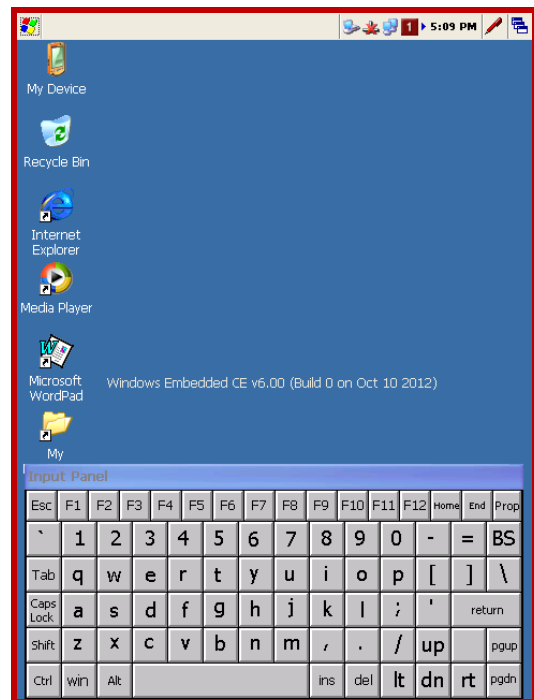 1 5:09 PM
My Device
Recycle Bin
Internet
Explorer
Media Player
Microsoft
WordPad
Windows Embedded CE v6.00 (Build 0 on Oct 10 2012)
My
Input Panel
Esc F1 F2 F3 F4 F5 F6 F7 F8 F9 F10 F11 F12 Home End Prop
` 1 2 3 4 5 6 7 8 9 0 - = BS
Tab q w e r t y u i o p [ ] \
Caps
Lock a s d f g h j k l ; ' return
Shift z x c v b n m , . / up pgup
Ctrl win Alt ins del lt dn rt pgdn